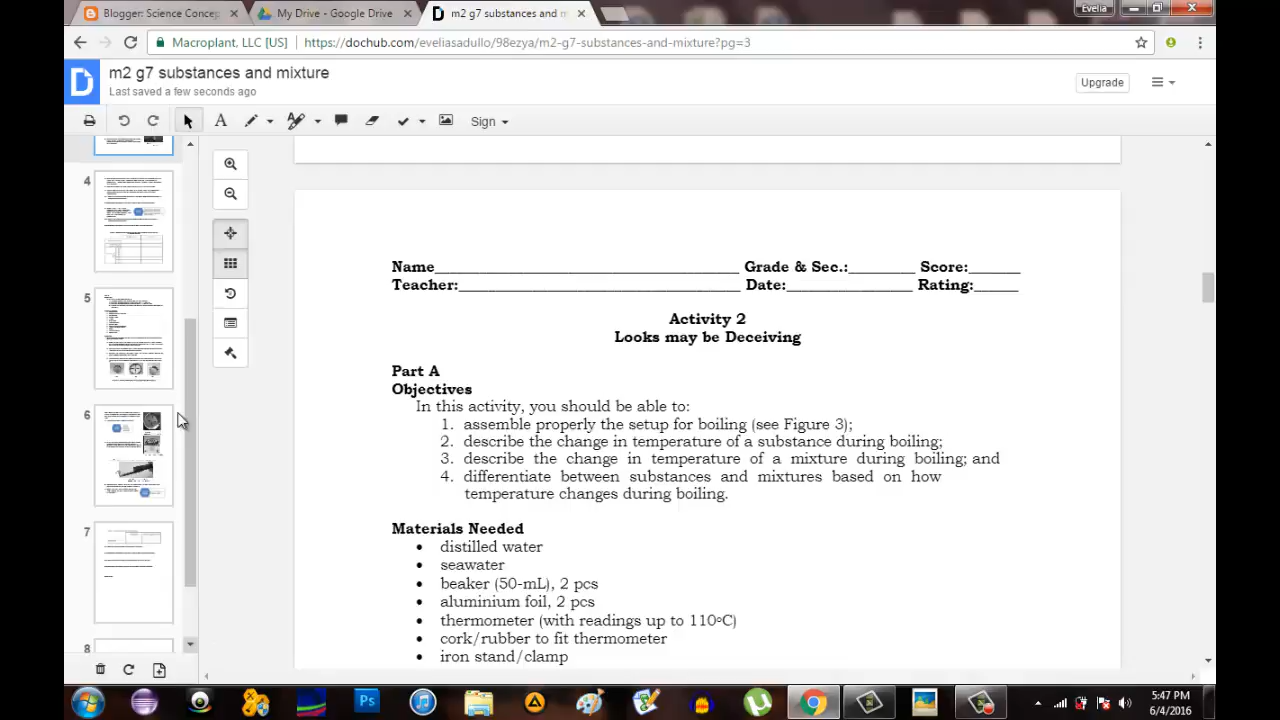 Blogger: Science Concep
My Drive - Google Drive
m2 g7 substances and m
Evelia
Macroplant, LLC [US]
https://dochub.com/eveliasadullo/98ezya/m2-g7-substances-and-mixture?pg=3
m2 g7 substances and mixture
Last saved a few seconds ago
Upgrade
Sign
4
5
6
7
8
Name Grade & Sec.: Score:
Teacher: Date: Rating:
Activity 2
Looks may be Deceiving
Part A
Objectives
In this activity, you should be able to:
1. assemble properly the setup for boiling (see Figure 3);
2. describe the change in temperature of a substance during boiling;
3. describe the change in temperature of a mixture during boiling; and
4. differentiate between substances and mixtures based on how
temperature changes during boiling.
Materials Needed
• distilled water
• seawater
• beaker (50-mL), 2 pcs
• aluminium foil, 2 pcs
• thermometer (with readings up to 110ºC)
• cork/rubber to fit thermometer
• iron stand/clamp
Ps
5:47 PM
6/4/2016